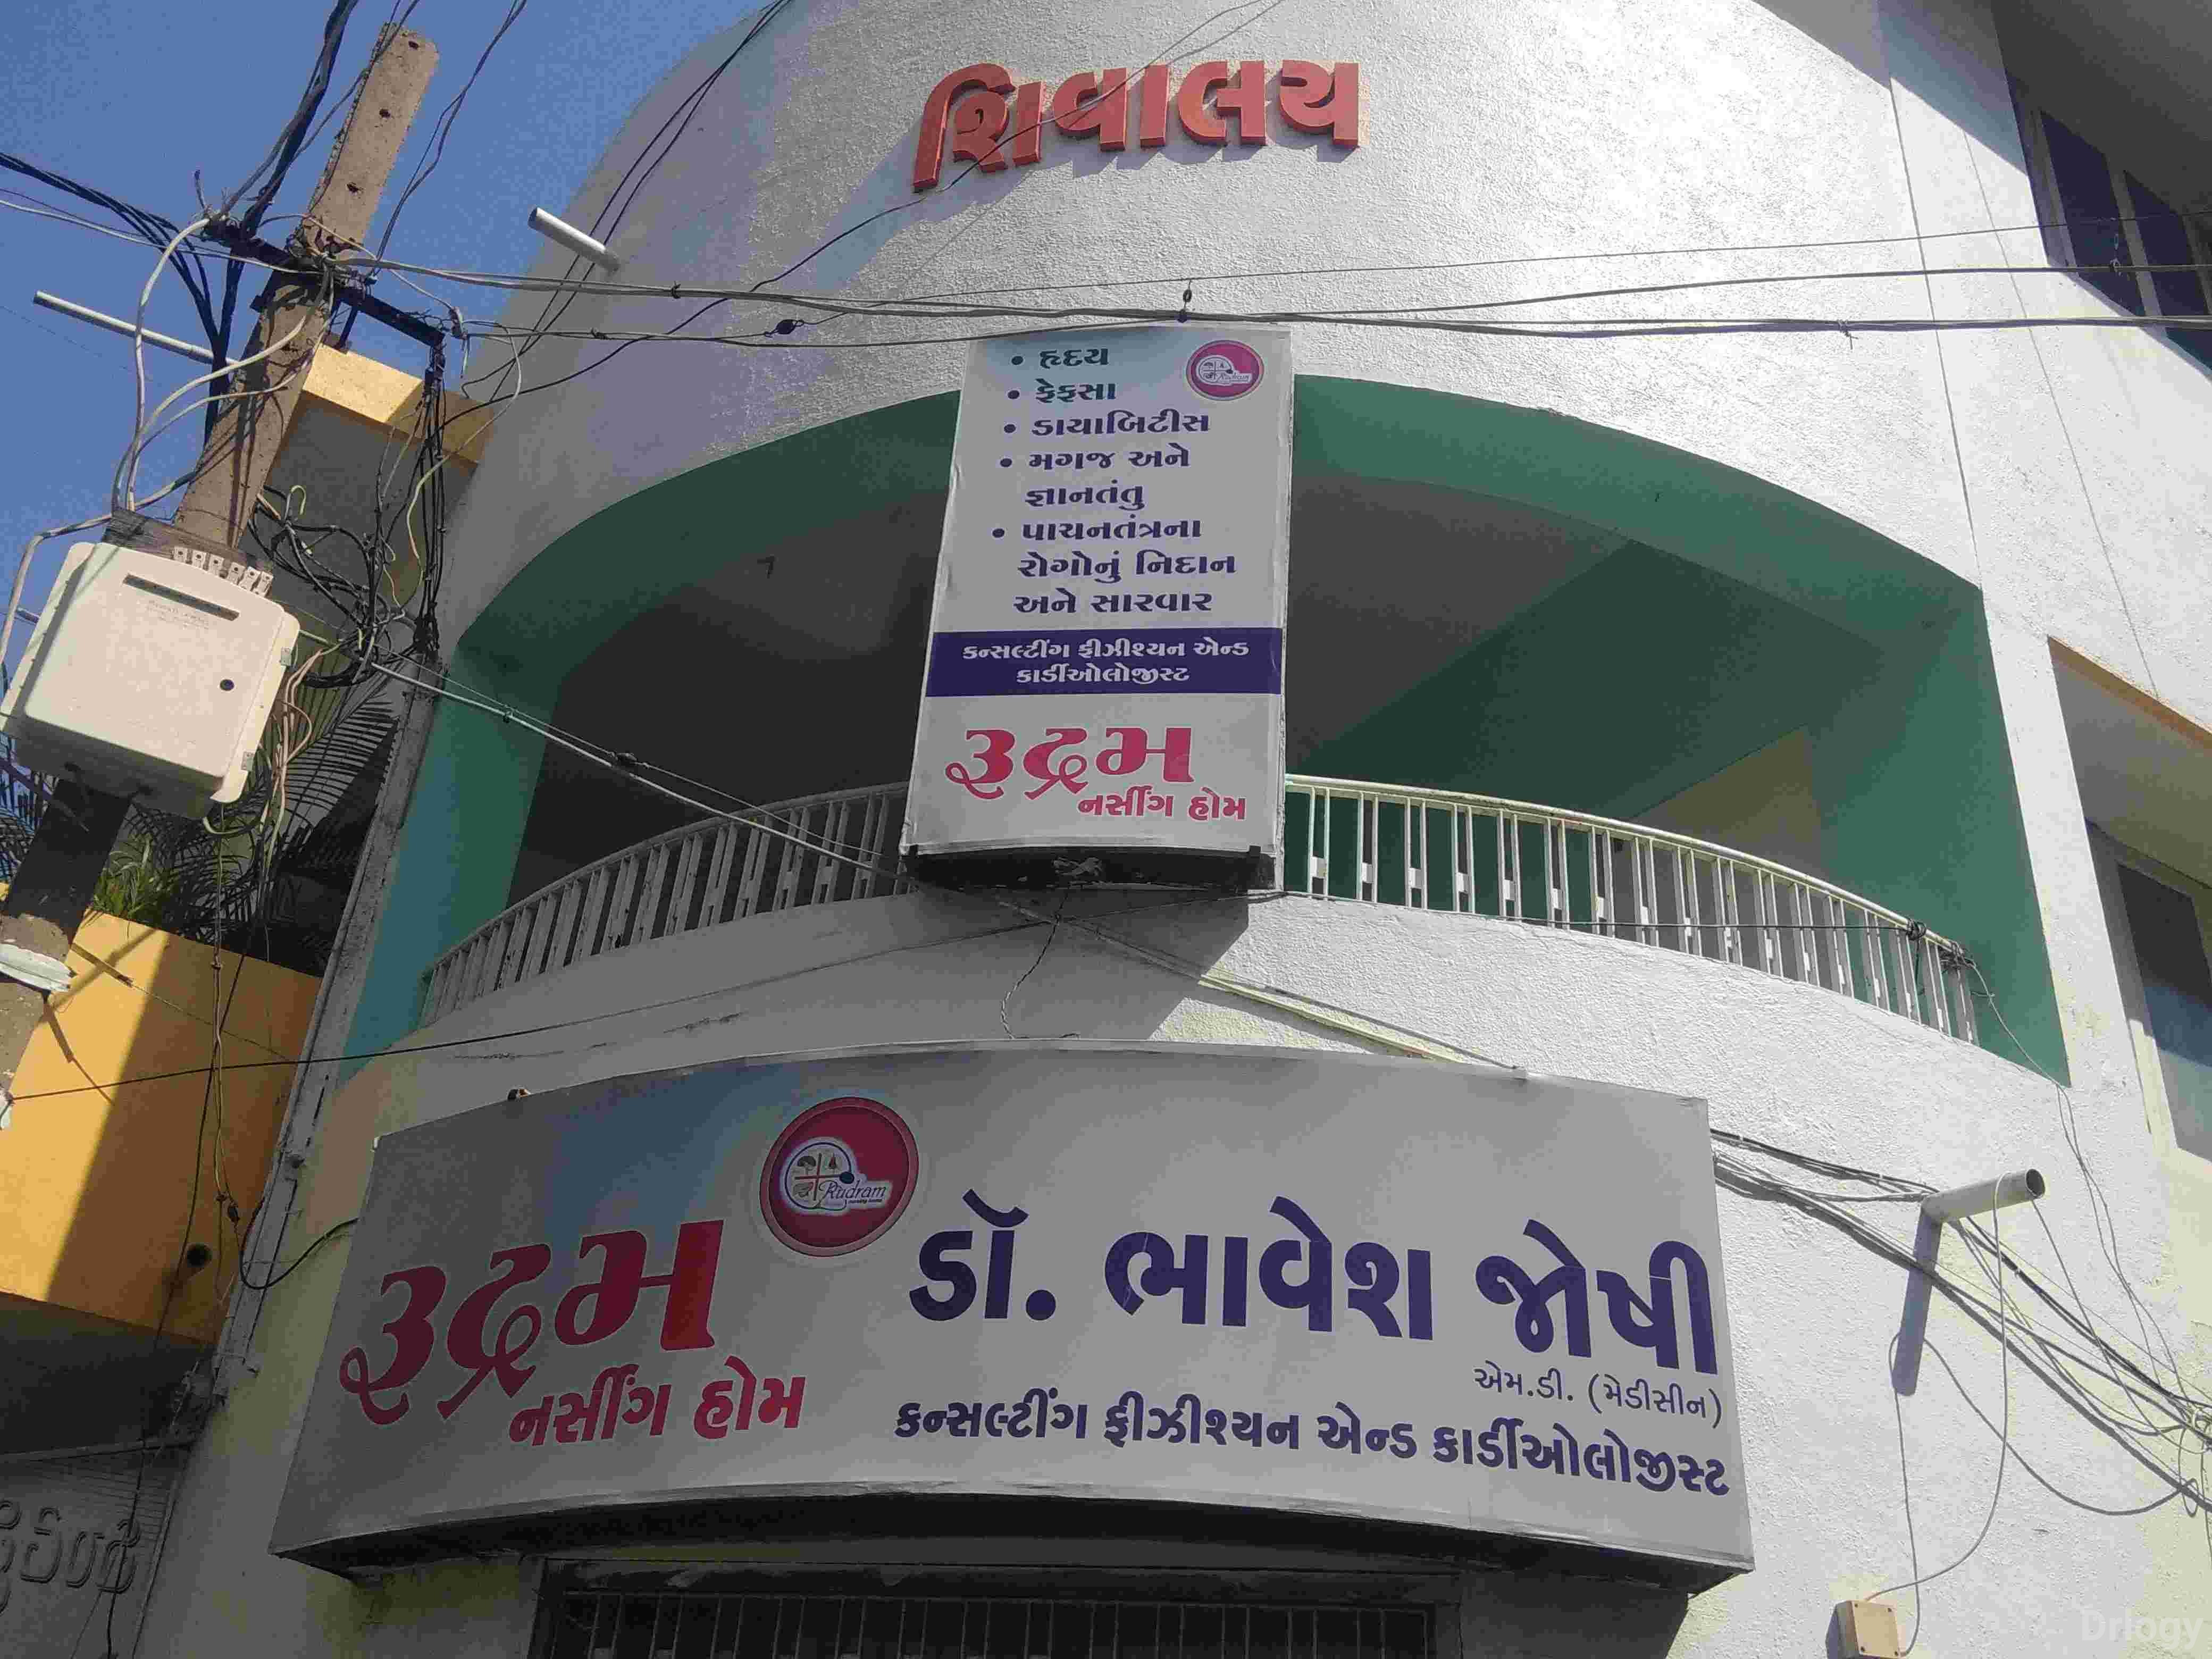 શિવાલય
• હૃદય
• ફેફસા
• ડાયાબિટીસ
• મગજ અને
જ્ઞાનતંતુ
• પાચનતંત્રના
રોગોનું નિદાન
અને સારવાર
કન્સલ્ટીંગ ફીઝીશ્યન એન્ડ
કાર્ડીઓલોજીસ્ટ
રૂદ્રમ
નર્સીંગ હોમ
Rudram
રૂદ્રમ
નર્સીંગ હોમ
ડૉ. ભાવેશ જોષી
એમ.ડી. (મેડીસીન)
કન્સલ્ટીંગ ફીઝીશ્યન એન્ડ કાર્ડીઓલોજીસ્ટ
Drlogy